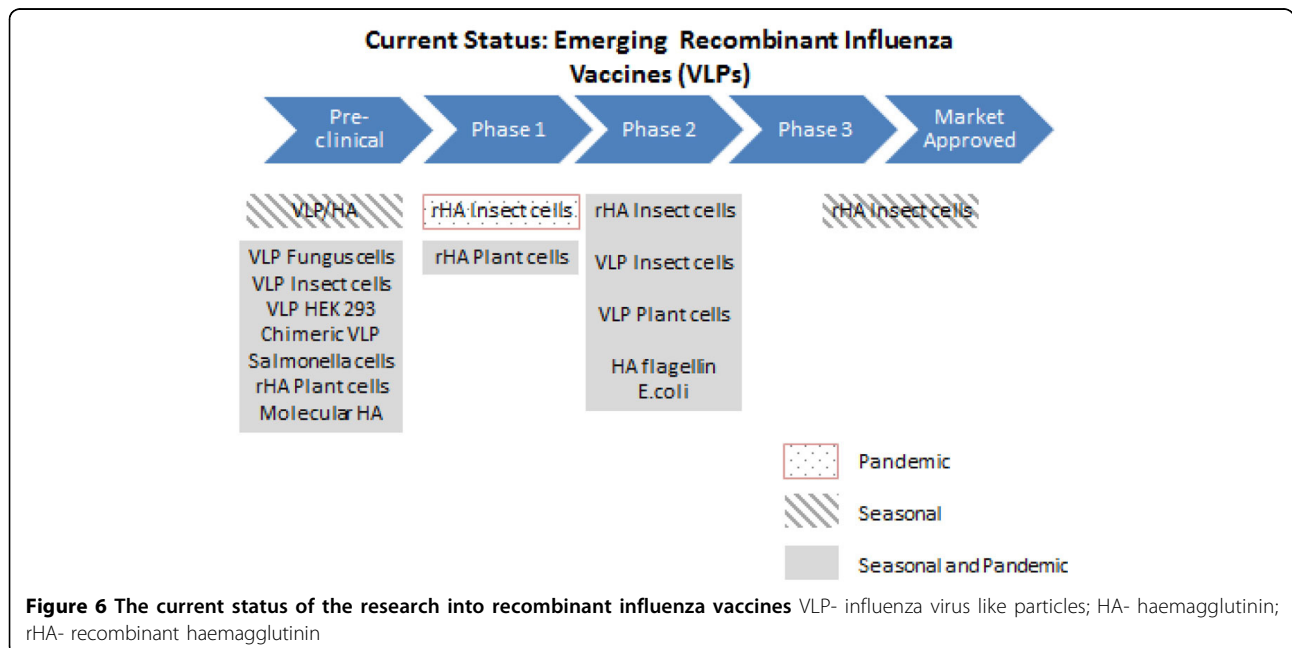 Current Status: Emerging Recombinant Influenza
Vaccines (VLPs)
Pre-
clinical
Phase 1
Phase 2
Phase 3
Market
Approved
VLP/HA
rHA Insect cells
rHA Insect cells
rHA Insect cells
VLP Fungus cells
VLP Insect cells
VLP HEK 293
Chimeric VLP
Salmonella cells
rHA Plant cells
Molecular HA
rHA Plant cells
VLP Insect cells
VLP Plant cells
HA flagellin
E.coli
Pandemic
Seasonal
Seasonal and Pandemic
Figure 6 The current status of the research into recombinant influenza vaccines VLP- influenza virus like particles; HA- haemagglutinin;
rHA- recombinant haemagglutinin